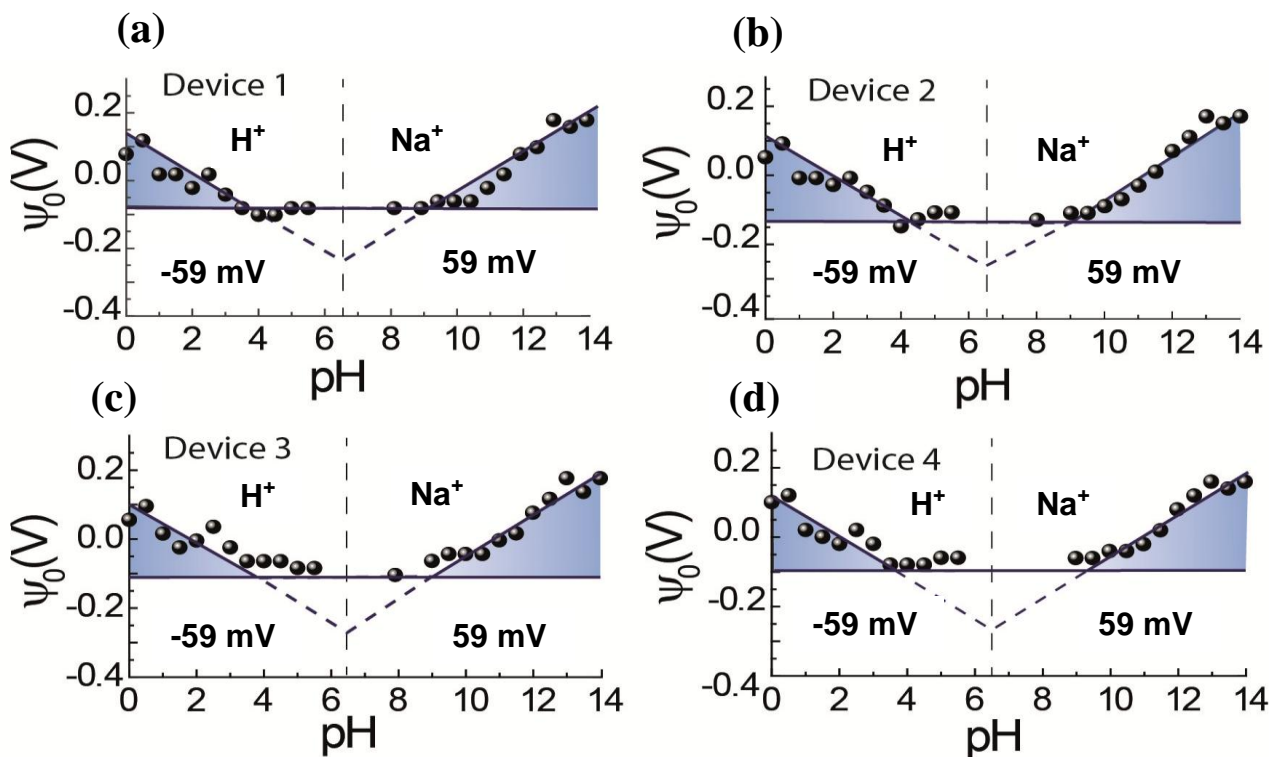 (a)
Device 1
H⁺
Na⁺
ψ₀(V)
0.2
0.0
-0.2
-0.4
-59 mV
59 mV
0 2 4 6 8 10 12 14
pH
(b)
Device 2
H⁺
Na⁺
ψ₀(V)
0.2
0.0
-0.2
-0.4
-59 mV
59 mV
0 2 4 6 8 10 12 14
pH
(c)
Device 3
H⁺
Na⁺
ψ₀(V)
0.2
0.0
-0.2
-0.4
-59 mV
59 mV
0 2 4 6 8 10 12 14
pH
(d)
Device 4
H⁺
Na⁺
ψ₀(V)
0.2
0.0
-0.2
-0.4
-59 mV
59 mV
0 2 4 6 8 10 12 14
pH